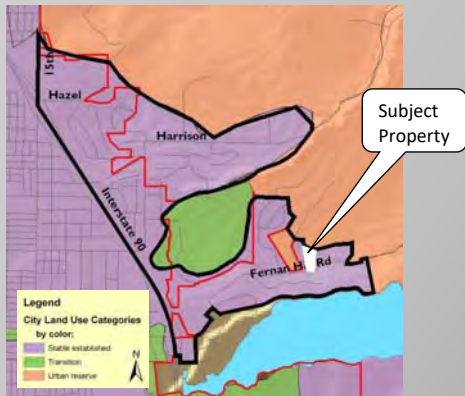 15th
Hazel
Harrison
Subject
Property
Interstate 90
Fernan H Rd
Legend
City Land Use Categories
by color:
Stable established
Transition
Urban reserve
N